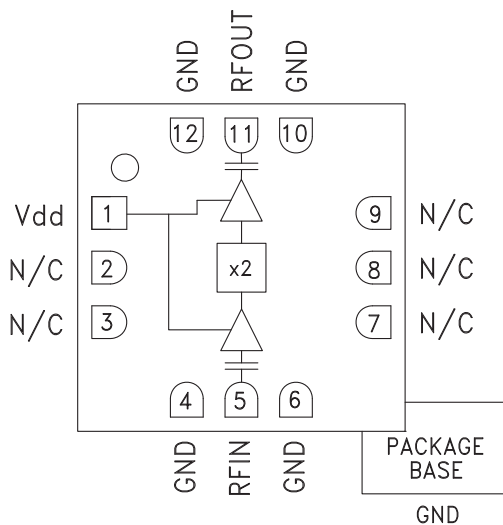 GND
RFOUT
GND
12
11
10
Vdd
1
9
N/C
N/C
2
x2
8
N/C
N/C
3
7
N/C
4
5
6
GND
RFIN
GND
PACKAGE
BASE
GND